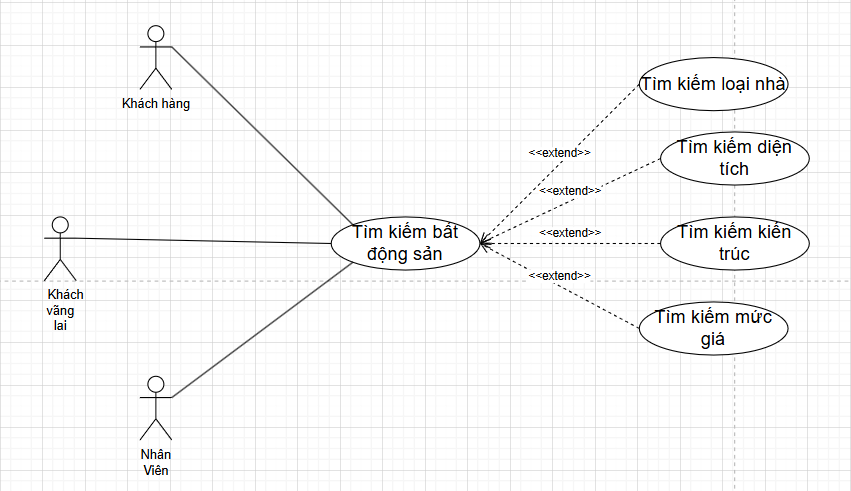 Khách hàng
Khách
vãng
lai
Nhân
Viên
Tìm kiếm bất
động sản
<<extend>>
<<extend>>
<<extend>>
<<extend>>
Tìm kiếm loại nhà
Tìm kiếm diện
tích
Tìm kiếm kiến
trúc
Tìm kiếm mức
giá